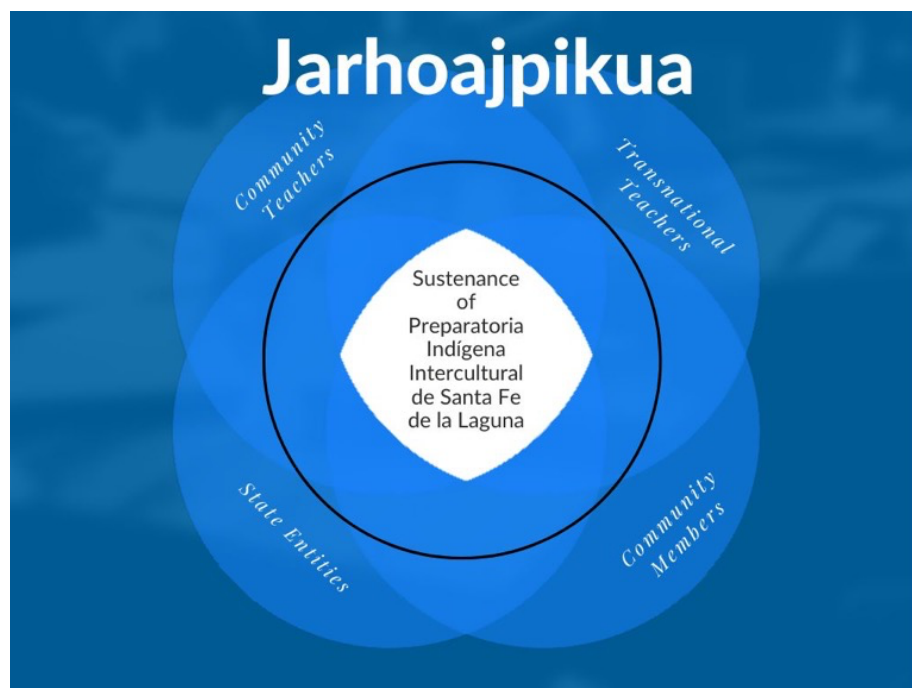 Jarhoajpikua
Community
Teachers
Transnational
Teachers
Sustenance
of
Preparatoria
Indígena
Intercultural
de Santa Fe
de la Laguna
State Entities
Community
Members